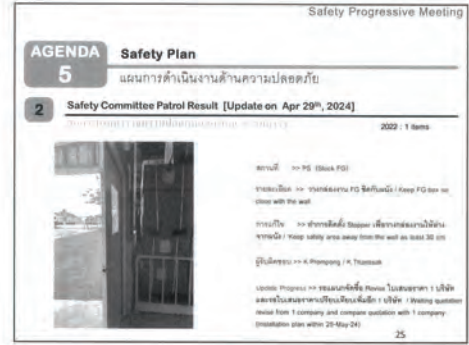 Safety Progressive Meeting
AGENDA
5
Safety Plan
แผนการดำเนินงานด้านความปลอดภัย
2
Safety Committee Patrol Result [Update on Apr 29th, 2024]
2022 : 1 items
สถานที่ >> PS (Stock FG)
รายละเอียด >> วางกล่องงาน FG ชิดกับผนัง / Keep FG box so
close with the wall
การแก้ไข >> ทำการติดตั้ง Stopper เพื่อวางกล่องงานให้ห่าง
จากผนัง / Keep safety area away from the wall as least 30 cm
ผู้รับผิดชอบ >> K.Prompong / K.
Update Progress >> รอแผนกจัดซื้อ Revise ใบเสนอราคา 1 บริษัท
และรอใบเสนอราคาเปรียบเทียบเพิ่มอีก 1 บริษัท / Waiting quotation
revise from 1 company and compare quotation with 1 company
(Installation plan within 20-May-24)
25